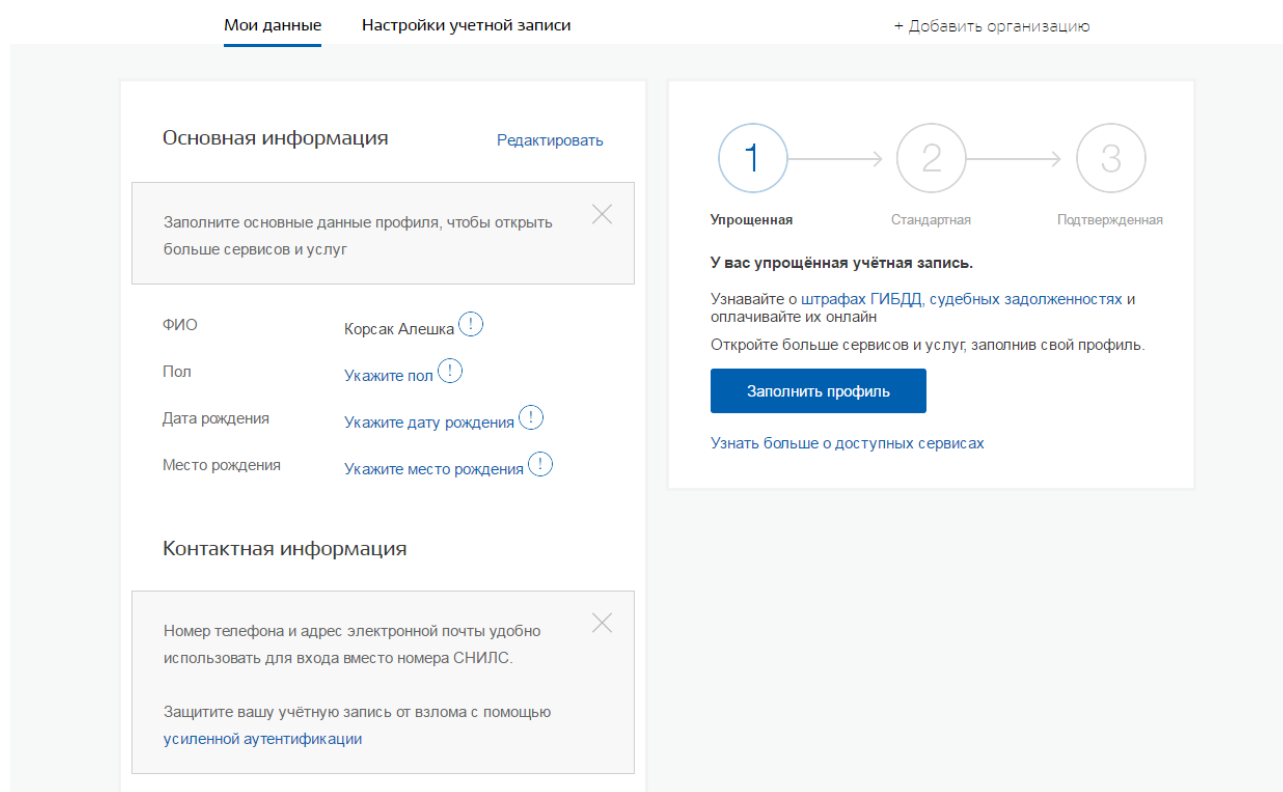 Мои данные
Настройки учетной записи
+ Добавить организацию
Основная информация
Редактировать
Заполните основные данные профиля, чтобы открыть
больше сервисов и услуг
ФИО
Корсак Алешка !
Пол
Укажите пол !
Дата рождения
Укажите дату рождения !
Место рождения
Укажите место рождения !
Контактная информация
Номер телефона и адрес электронной почты удобно
использовать для входа вместо номера СНИЛС.
Защитите вашу учётную запись от взлома с помощью
усиленной аутентификации
1
2
3
Упрощенная
Стандартная
Подтвержденная
У вас упрощённая учётная запись.
Узнавайте о штрафах ГИБДД, судебных задолженностях и
оплачивайте их онлайн
Откройте больше сервисов и услуг, заполнив свой профиль.
Заполнить профиль
Узнать больше о доступных сервисах